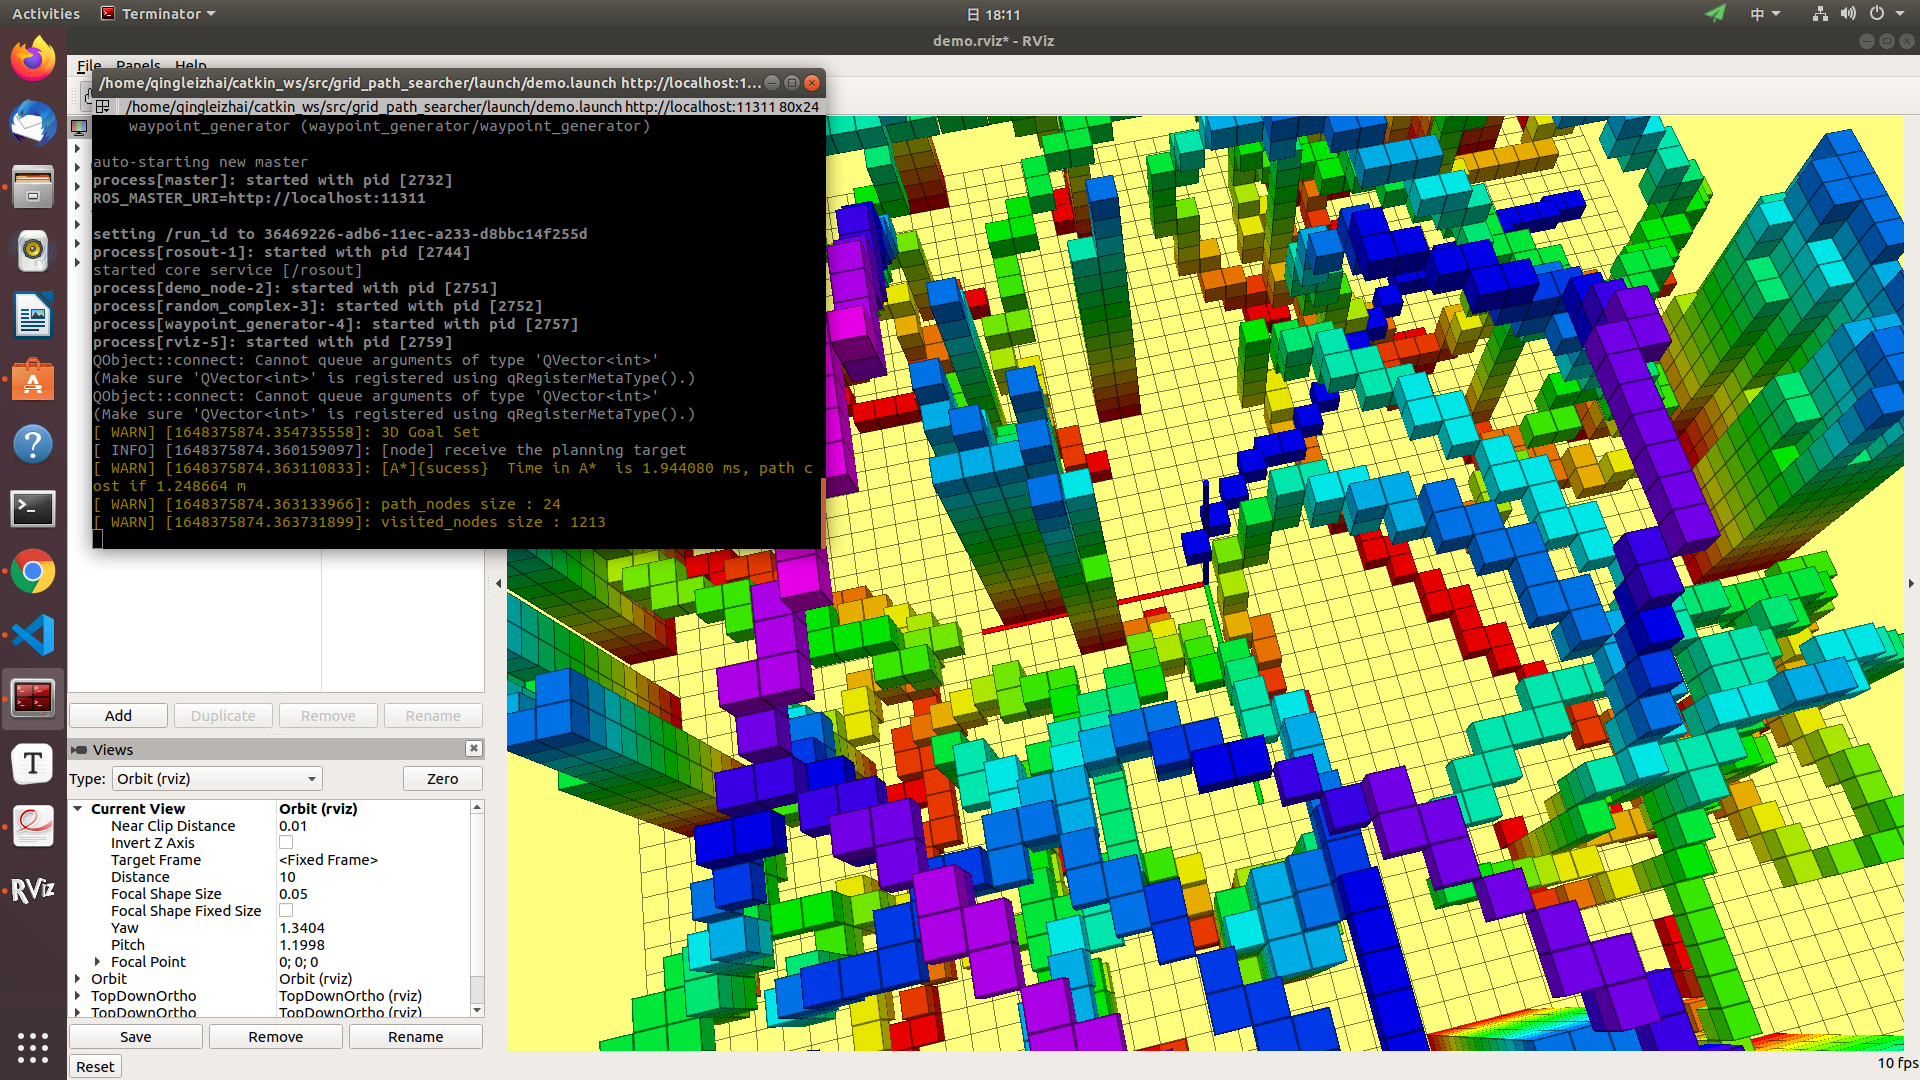 Activities
Terminator
日 18∶11
中
demo.rviz* - RViz
File Panels Help
/home/qingleizhai/catkin_ws/src/grid_path_searcher/launch/demo.launch http://localhost:1...
/home/qingleizhai/catkin_ws/src/grid_path_searcher/launch/demo.launch http://localhost:11311 80x24
waypoint_generator (waypoint_generator/waypoint_generator)
auto-starting new master
process[master]: started with pid [2732]
ROS_MASTER_URI=http://localhost:11311
setting /run_id to 36469226-adb6-11ec-a233-d8bbc14f255d
process[rosout-1]: started with pid [2744]
started core service [/rosout]
process[demo_node-2]: started with pid [2751]
process[random_complex-3]: started with pid [2752]
process[waypoint_generator-4]: started with pid [2757]
process[rviz-5]: started with pid [2759]
QObject::connect: Cannot queue arguments of type 'QVector<int>'
(Make sure 'QVector<int>' is registered using qRegisterMetaType().)
QObject::connect: Cannot queue arguments of type 'QVector<int>'
(Make sure 'QVector<int>' is registered using qRegisterMetaType().)
[ WARN] [1648375874.354735558]: 3D Goal Set
[ INFO] [1648375874.360159097]: [node] receive the planning target
[ WARN] [1648375874.363110833]: [A*]{sucess}  Time in A*  is 1.944080 ms, path c
ost if 1.248664 m
[ WARN] [1648375874.363133966]: path_nodes size : 24
[ WARN] [1648375874.363731899]: visited_nodes size : 1213
Add Duplicate Remove Rename
Views
Type: Orbit (rviz) Zero
Current View Orbit (rviz)
Near Clip Distance 0.01
Invert Z Axis
Target Frame <Fixed Frame>
Distance 10
Focal Shape Size 0.05
Focal Shape Fixed Size
Yaw 1.3404
Pitch 1.1998
Focal Point 0; 0; 0
Orbit Orbit (rviz)
TopDownOrtho TopDownOrtho (rviz)
TopDownOrtho TopDownOrtho (rviz)
Save Remove Rename
Reset
10 fps
T
RViz